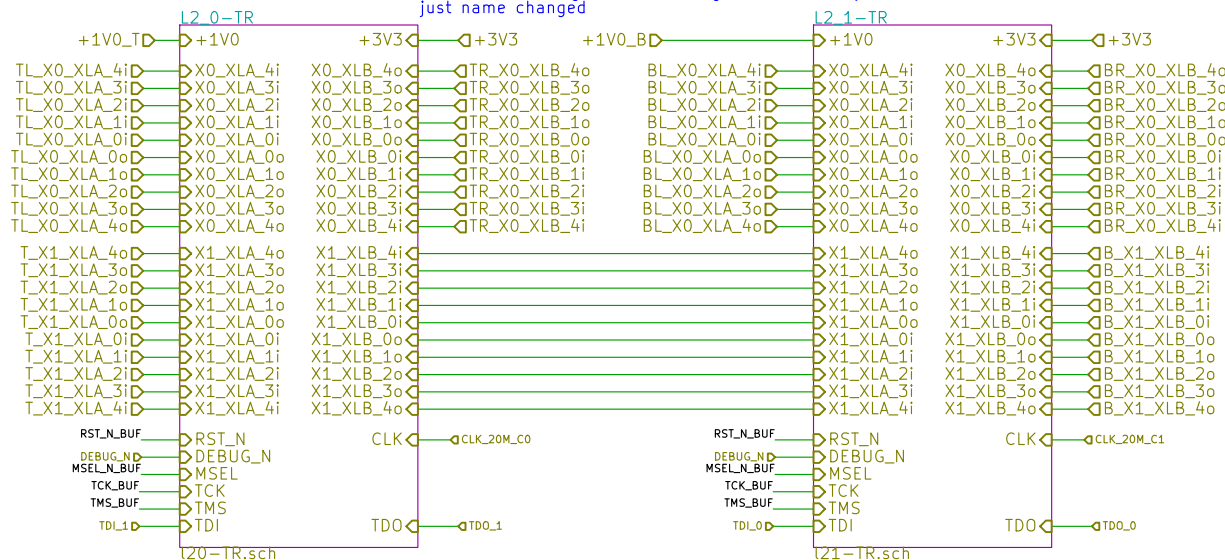 just name changed
L2_0-TR
L2_1-TR
+1V0_T +1V0 +3V3 +3V3 +1V0_B +1V0 +3V3 +3V3
TL_X0_XLA_4i X0_XLA_4i X0_XLB_4o TR_X0_XLB_4o BL_X0_XLA_4i X0_XLA_4i X0_XLB_4o BR_X0_XLB_4o
TL_X0_XLA_3i X0_XLA_3i X0_XLB_3o TR_X0_XLB_3o BL_X0_XLA_3i X0_XLA_3i X0_XLB_3o BR_X0_XLB_3o
TL_X0_XLA_2i X0_XLA_2i X0_XLB_2o TR_X0_XLB_2o BL_X0_XLA_2i X0_XLA_2i X0_XLB_2o BR_X0_XLB_2o
TL_X0_XLA_1i X0_XLA_1i X0_XLB_1o TR_X0_XLB_1o BL_X0_XLA_1i X0_XLA_1i X0_XLB_1o BR_X0_XLB_1o
TL_X0_XLA_0i X0_XLA_0i X0_XLB_0o TR_X0_XLB_0o BL_X0_XLA_0i X0_XLA_0i X0_XLB_0o BR_X0_XLB_0o
TL_X0_XLA_0o X0_XLA_0o X0_XLB_0i TR_X0_XLB_0i BL_X0_XLA_0o X0_XLA_0o X0_XLB_0i BR_X0_XLB_0i
TL_X0_XLA_1o X0_XLA_1o X0_XLB_1i TR_X0_XLB_1i BL_X0_XLA_1o X0_XLA_1o X0_XLB_1i BR_X0_XLB_1i
TL_X0_XLA_2o X0_XLA_2o X0_XLB_2i TR_X0_XLB_2i BL_X0_XLA_2o X0_XLA_2o X0_XLB_2i BR_X0_XLB_2i
TL_X0_XLA_3o X0_XLA_3o X0_XLB_3i TR_X0_XLB_3i BL_X0_XLA_3o X0_XLA_3o X0_XLB_3i BR_X0_XLB_3i
TL_X0_XLA_4o X0_XLA_4o X0_XLB_4i TR_X0_XLB_4i BL_X0_XLA_4o X0_XLA_4o X0_XLB_4i BR_X0_XLB_4i
T_X1_XLA_4o X1_XLA_4o X1_XLB_4i X1_XLA_4o X1_XLB_4i B_X1_XLB_4i
T_X1_XLA_3o X1_XLA_3o X1_XLB_3i X1_XLA_3o X1_XLB_3i B_X1_XLB_3i
T_X1_XLA_2o X1_XLA_2o X1_XLB_2i X1_XLA_2o X1_XLB_2i B_X1_XLB_2i
T_X1_XLA_1o X1_XLA_1o X1_XLB_1i X1_XLA_1o X1_XLB_1i B_X1_XLB_1i
T_X1_XLA_0o X1_XLA_0o X1_XLB_0i X1_XLA_0o X1_XLB_0i B_X1_XLB_0i
T_X1_XLA_0i X1_XLA_0i X1_XLB_0o X1_XLA_0i X1_XLB_0o B_X1_XLB_0o
T_X1_XLA_1i X1_XLA_1i X1_XLB_1o X1_XLA_1i X1_XLB_1o B_X1_XLB_1o
T_X1_XLA_2i X1_XLA_2i X1_XLB_2o X1_XLA_2i X1_XLB_2o B_X1_XLB_2o
T_X1_XLA_3i X1_XLA_3i X1_XLB_3o X1_XLA_3i X1_XLB_3o B_X1_XLB_3o
T_X1_XLA_4i X1_XLA_4i X1_XLB_4o X1_XLA_4i X1_XLB_4o B_X1_XLB_4o
RST_N_BUF RST_N CLK CLK_20M_C0 RST_N_BUF RST_N CLK CLK_20M_C1
DEBUG_N DEBUG_N DEBUG_N DEBUG_N
MSEL_N_BUF MSEL MSEL_N_BUF MSEL
TCK_BUF TCK TCK_BUF TCK
TMS_BUF TMS TMS_BUF TMS
TDI_1 TDI TDO TDO_1 TDI_0 TDI TDO TDO_0
l20-TR.sch
l21-TR.sch